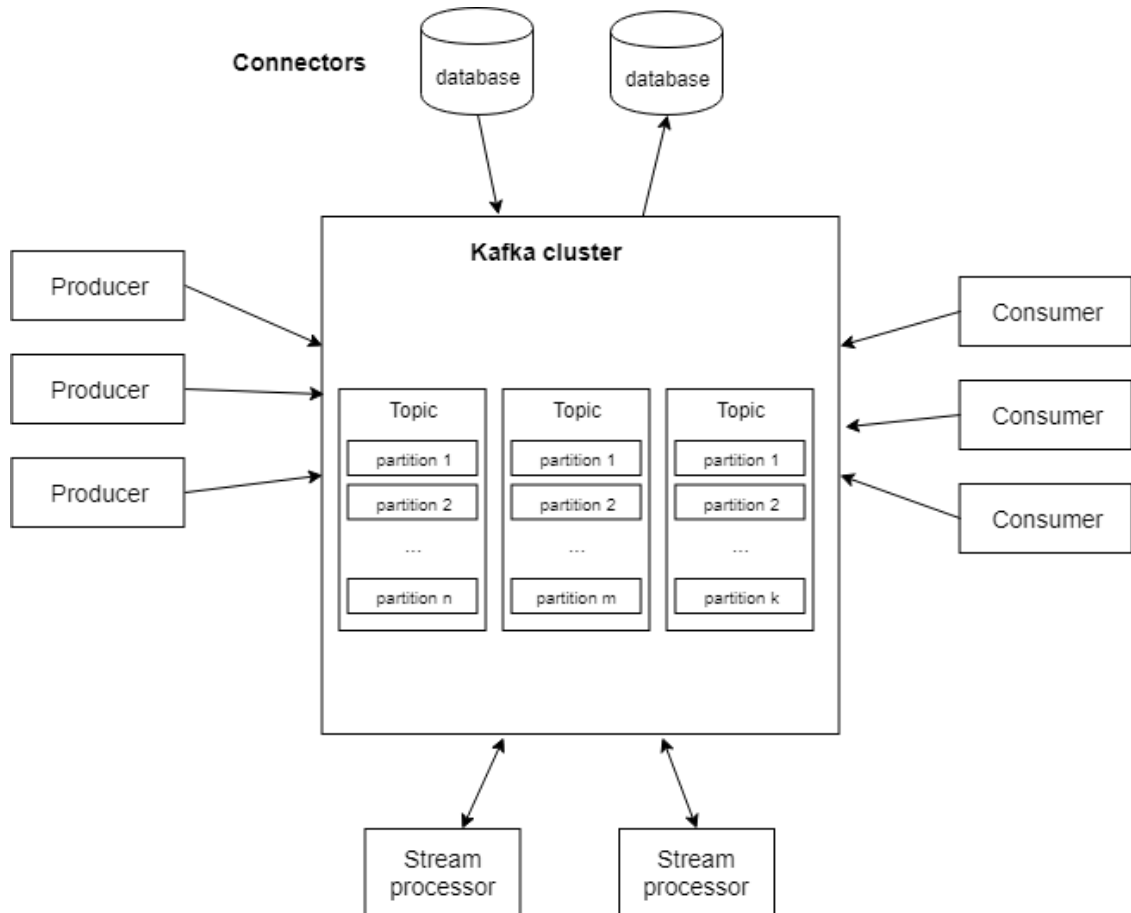 Connectors
database
database
Kafka cluster
Producer
Producer
Producer
Consumer
Consumer
Consumer
Topic
partition 1
partition 2
...
partition n
Topic
partition 1
partition 2
...
partition m
Topic
partition 1
partition 2
...
partition k
Stream
processor
Stream
processor